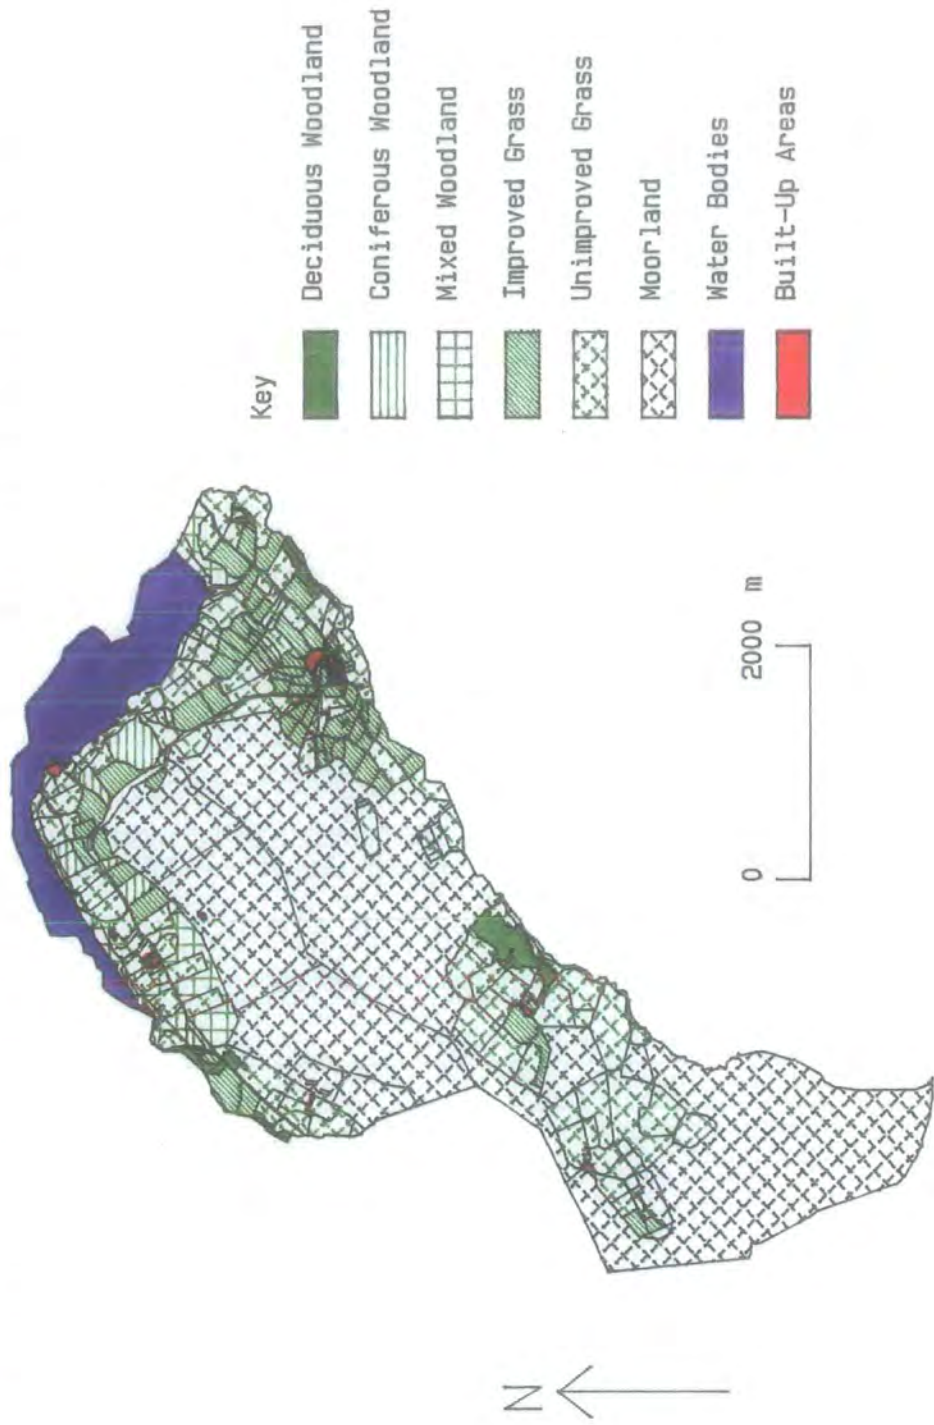 Key
Deciduous Woodland
Coniferous Woodland
Mixed Woodland
Improved Grass
Unimproved Grass
Moorland
Water Bodies
Built-Up Areas
0 2000 m
N